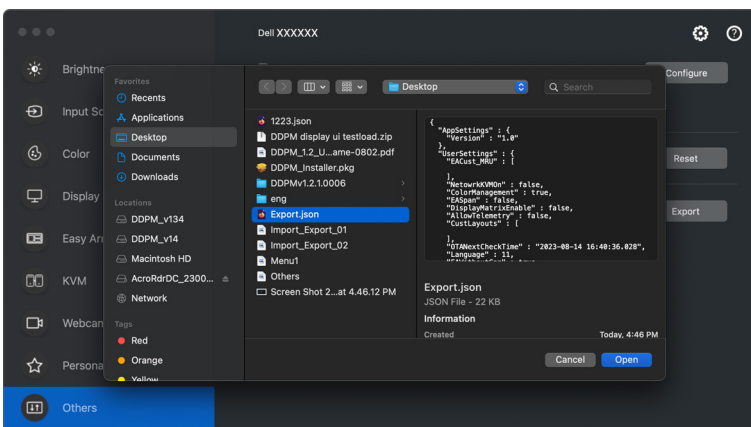 Dell XXXXXX
Brightne
Configure
Input Sc
Color
Reset
Display
Export
Easy Arr
KVM
Webcan
Persona
Others
Favorites
Recents
Applications
Desktop
Documents
Downloads
Locations
DDPM_v134
DDPM_v14
Macintosh HD
AcroRdrDC_2300...
Network
Tags
Red
Orange
Yellow
Desktop
Search
1223.json
DDPM display ui testload.zip
DDPM_1.2_U...ame-0802.pdf
DDPM_Installer.pkg
DDPMv1.2.1.0006
eng
Export.json
Import_Export_01
Import_Export_02
Menu1
Others
Screen Shot 2...at 4.46.12 PM
{
"AppSettings" : {
"Version" : "1.0"
},
"UserSettings" : {
"EACust_MRU" : [
],
"NetowrkKVMOn" : false,
"ColorManagement" : true,
"EASpan" : false,
"DisplayMatrixEnable" : false,
"AllowTelemetry" : false,
"CustLayouts" : [
],
"OTANextCheckTime" : "2023-08-14 16:40:36.028",
"Language" : 11,
Export.json
JSON File - 22 KB
Information
Created Today, 4:46 PM
Cancel
Open